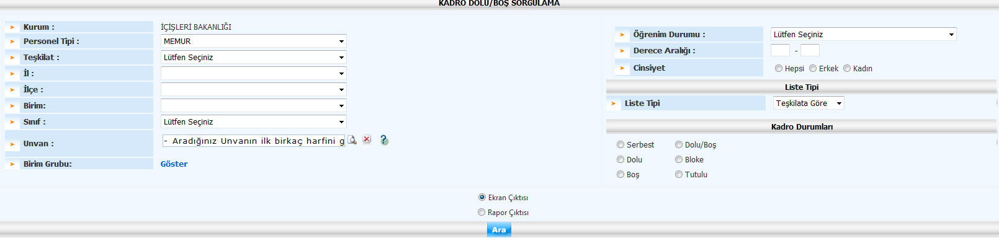 KADRO DOLU/BOŞ SORGULAMA
Kurum : İÇİŞLERİ BAKANLIĞI
Personel Tipi : MEMUR
Teşkilat : Lütfen Seçiniz
İl :
İlçe :
Birim:
Sınıf : Lütfen Seçiniz
Unvan : - Aradığınız Unvanın ilk birkaç harfini g
Birim Grubu: Göster
Öğrenim Durumu : Lütfen Seçiniz
Derece Aralığı : -
Cinsiyet Hepsi Erkek Kadın
Liste Tipi
Liste Tipi Teşkilata Göre
Kadro Durumları
Serbest Dolu/Boş
Dolu Bloke
Boş Tutulu
Ekran Çıktısı
Rapor Çıktısı
Ara